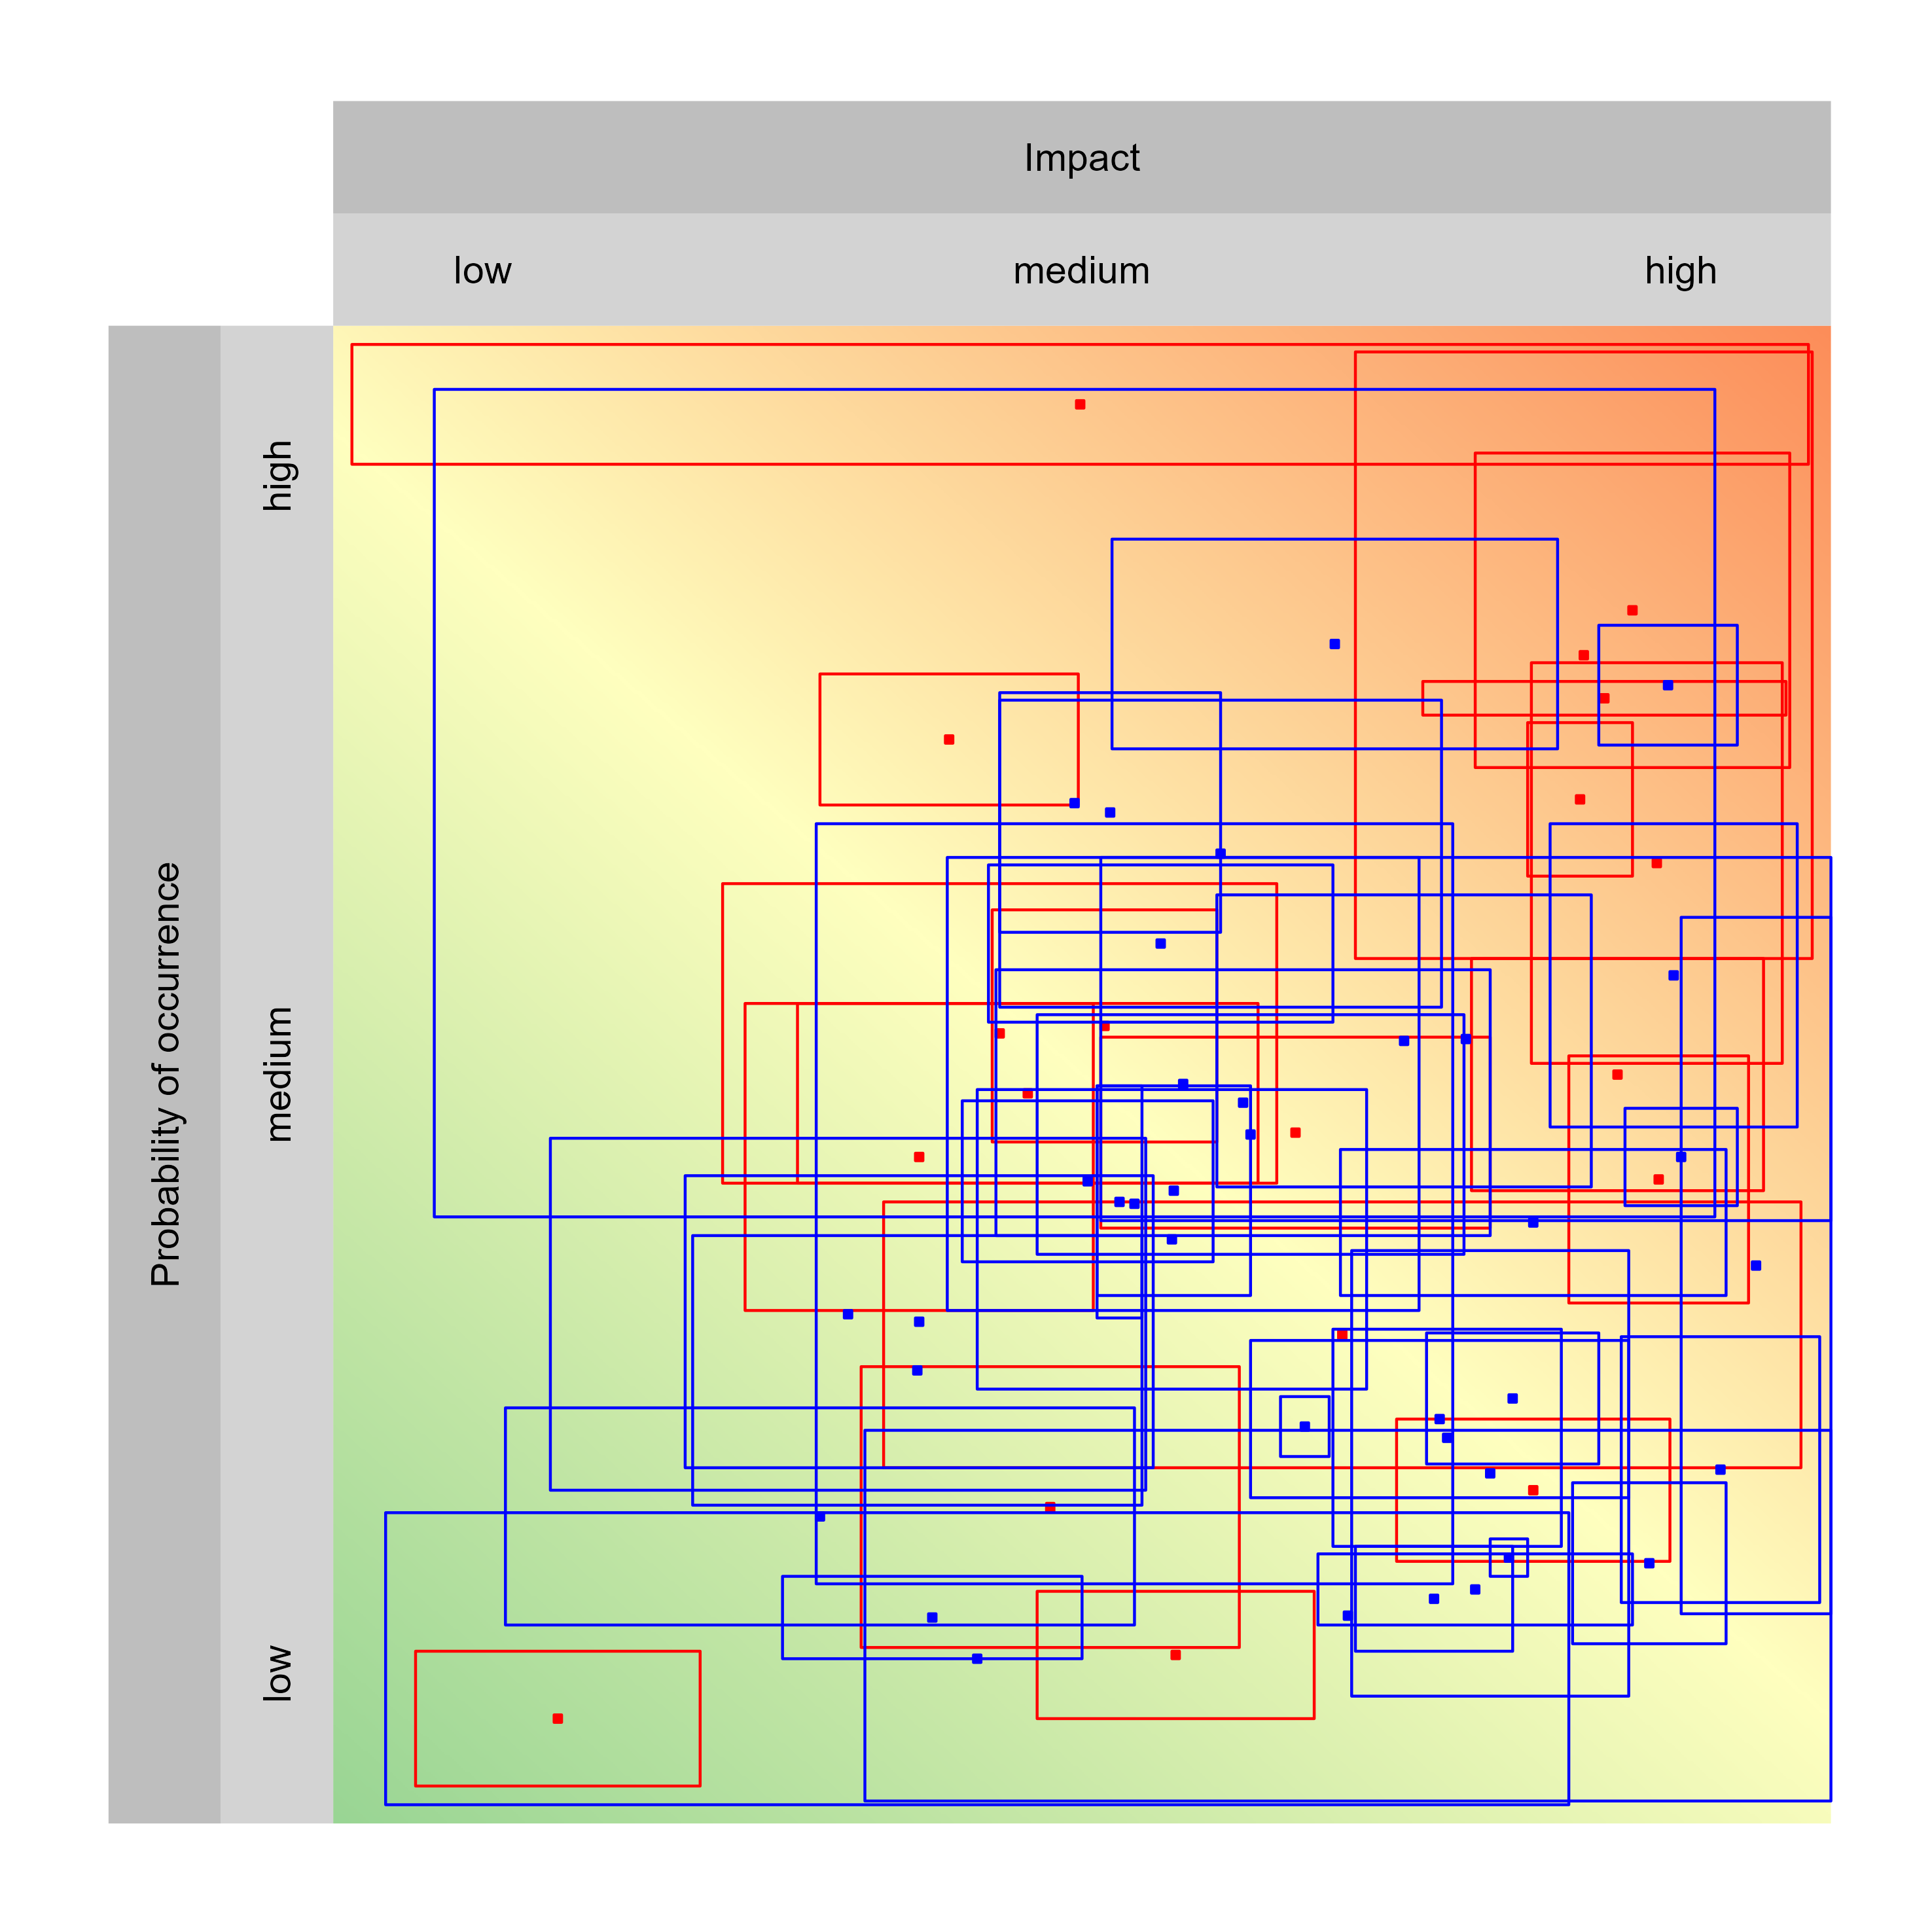 Impact
low
medium
high
Probability of occurrence
high
medium
low